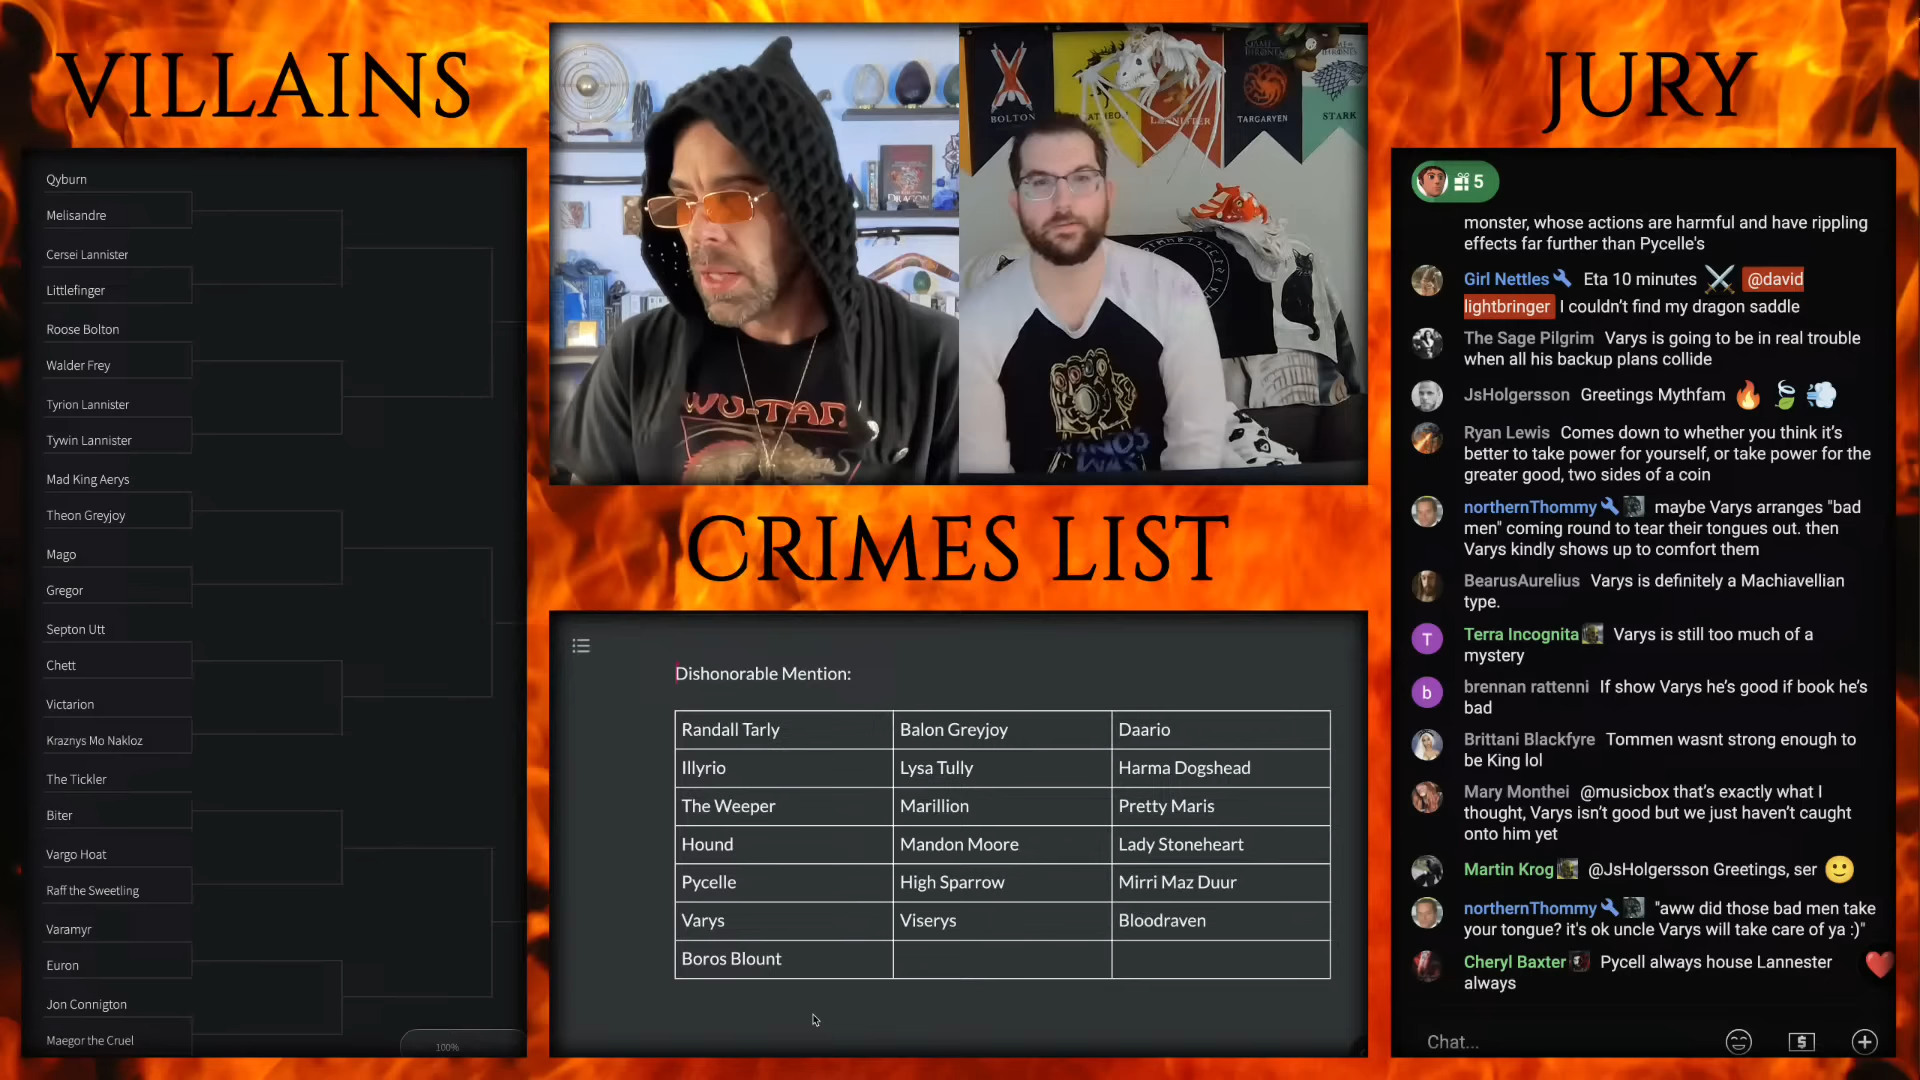 VILLAINS
Qyburn
Melisandre
Cersei Lannister
Littlefinger
Roose Bolton
Walder Frey
Tyrion Lannister
Tywin Lannister
Mad King Aerys
Theon Greyjoy
Mago
Gregor
Septon Utt
Chett
Victarion
Kraznys Mo Nakloz
The Tickler
Biter
Vargo Hoat
Raff the Sweetling
Varamyr
Euron
Jon Connigton
Maegor the Cruel
100%
DRAGON
WU-TAN
BOLTON
LANNISTER
TARGARYEN
STARK
CRIMES LIST
Dishonorable Mention:
Randall Tarly Balon Greyjoy Daario
Illyrio Lysa Tully Harma Dogshead
The Weeper Marillion Pretty Maris
Hound Mandon Moore Lady Stoneheart
Pycelle High Sparrow Mirri Maz Duur
Varys Viserys Bloodraven
Boros Blount
JURY
5
monster, whose actions are harmful and have rippling
effects far further than Pycelle's
Girl Nettles Eta 10 minutes @david
lightbringer I couldn't find my dragon saddle
The Sage Pilgrim Varys is going to be in real trouble
when all his backup plans collide
JsHolgersson Greetings Mythfam
Ryan Lewis Comes down to whether you think it's
better to take power for yourself, or take power for the
greater good, two sides of a coin
northernThommy maybe Varys arranges "bad
men" coming round to tear their tongues out. then
Varys kindly shows up to comfort them
BearusAurelius Varys is definitely a Machiavellian
type.
T
Terra Incognita Varys is still too much of a
mystery
b
brennan rattenni If show Varys he's good if book he's
bad
Brittani Blackfyre Tommen wasnt strong enough to
be King lol
Mary Monthei @musicbox that's exactly what I
thought, Varys isn't good but we just haven't caught
onto him yet
Martin Krog @JsHolgersson Greetings, ser
northernThommy "aww did those bad men take
your tongue? it's ok uncle Varys will take care of ya :)"
Cheryl Baxter Pycell always house Lannester
always
Chat...
$